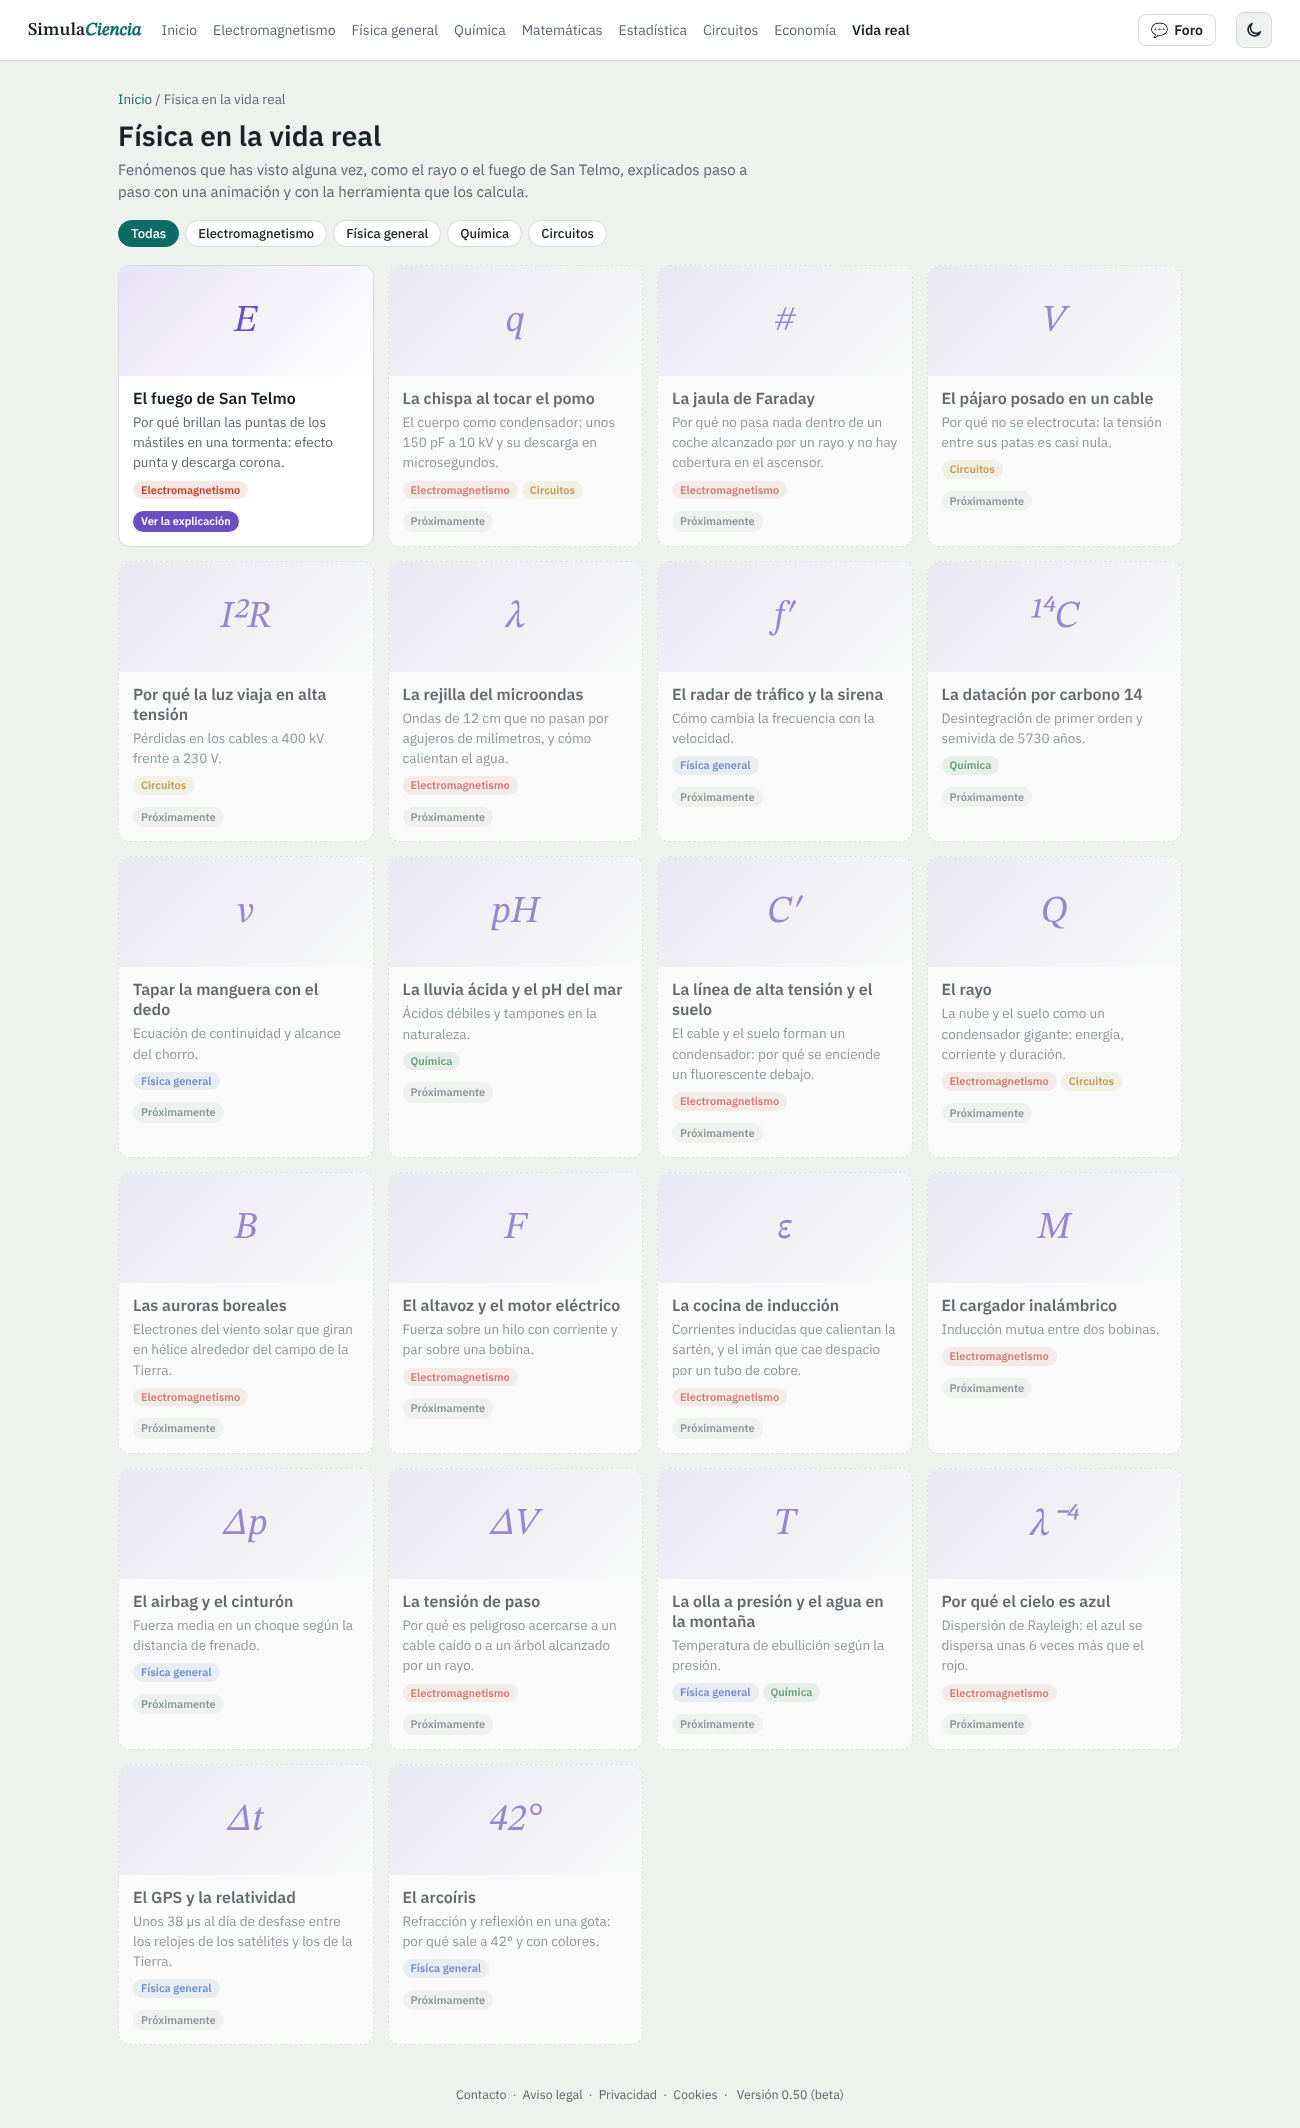 SimulaCiencia Inicio Electromagnetismo Física general Química Matemáticas Estadística Circuitos Economía Vida real 💬 Foro
Inicio / Física en la vida real
Física en la vida real
Fenómenos que has visto alguna vez, como el rayo o el fuego de San Telmo, explicados paso a
paso con una animación y con la herramienta que los calcula.
Todas Electromagnetismo Física general Química Circuitos
E
El fuego de San Telmo
Por qué brillan las puntas de los
mástiles en una tormenta: efecto
punta y descarga corona.
Electromagnetismo
Ver la explicación
q
La chispa al tocar el pomo
El cuerpo como condensador: unos
150 pF a 10 kV y su descarga en
microsegundos.
Electromagnetismo Circuitos
Próximamente
#
La jaula de Faraday
Por qué no pasa nada dentro de un
coche alcanzado por un rayo y no hay
cobertura en el ascensor.
Electromagnetismo
Próximamente
V
El pájaro posado en un cable
Por qué no se electrocuta: la tensión
entre sus patas es casi nula.
Circuitos
Próximamente
I²R
Por qué la luz viaja en alta
tensión
Pérdidas en los cables a 400 kV
frente a 230 V.
Circuitos
Próximamente
λ
La rejilla del microondas
Ondas de 12 cm que no pasan por
agujeros de milímetros, y cómo
calientan el agua.
Electromagnetismo
Próximamente
f′
El radar de tráfico y la sirena
Cómo cambia la frecuencia con la
velocidad.
Física general
Próximamente
¹⁴C
La datación por carbono 14
Desintegración de primer orden y
semivida de 5730 años.
Química
Próximamente
v
Tapar la manguera con el
dedo
Ecuación de continuidad y alcance
del chorro.
Física general
Próximamente
pH
La lluvia ácida y el pH del mar
Ácidos débiles y tampones en la
naturaleza.
Química
Próximamente
C′
La línea de alta tensión y el
suelo
El cable y el suelo forman un
condensador: por qué se enciende
un fluorescente debajo.
Electromagnetismo
Próximamente
Q
El rayo
La nube y el suelo como un
condensador gigante: energía,
corriente y duración.
Electromagnetismo Circuitos
Próximamente
B
Las auroras boreales
Electrones del viento solar que giran
en hélice alrededor del campo de la
Tierra.
Electromagnetismo
Próximamente
F
El altavoz y el motor eléctrico
Fuerza sobre un hilo con corriente y
par sobre una bobina.
Electromagnetismo
Próximamente
ε
La cocina de inducción
Corrientes inducidas que calientan la
sartén, y el imán que cae despacio
por un tubo de cobre.
Electromagnetismo
Próximamente
M
El cargador inalámbrico
Inducción mutua entre dos bobinas.
Electromagnetismo
Próximamente
Δp
El airbag y el cinturón
Fuerza media en un choque según la
distancia de frenado.
Física general
Próximamente
ΔV
La tensión de paso
Por qué es peligroso acercarse a un
cable caído o a un árbol alcanzado
por un rayo.
Electromagnetismo
Próximamente
T
La olla a presión y el agua en
la montaña
Temperatura de ebullición según la
presión.
Física general Química
Próximamente
λ⁻⁴
Por qué el cielo es azul
Dispersión de Rayleigh: el azul se
dispersa unas 6 veces más que el
rojo.
Electromagnetismo
Próximamente
Δt
El GPS y la relatividad
Unos 38 µs al día de desfase entre
los relojes de los satélites y los de la
Tierra.
Física general
Próximamente
42°
El arcoíris
Refracción y reflexión en una gota:
por qué sale a 42° y con colores.
Física general
Próximamente
Contacto · Aviso legal · Privacidad · Cookies · Versión 0.50 (beta)